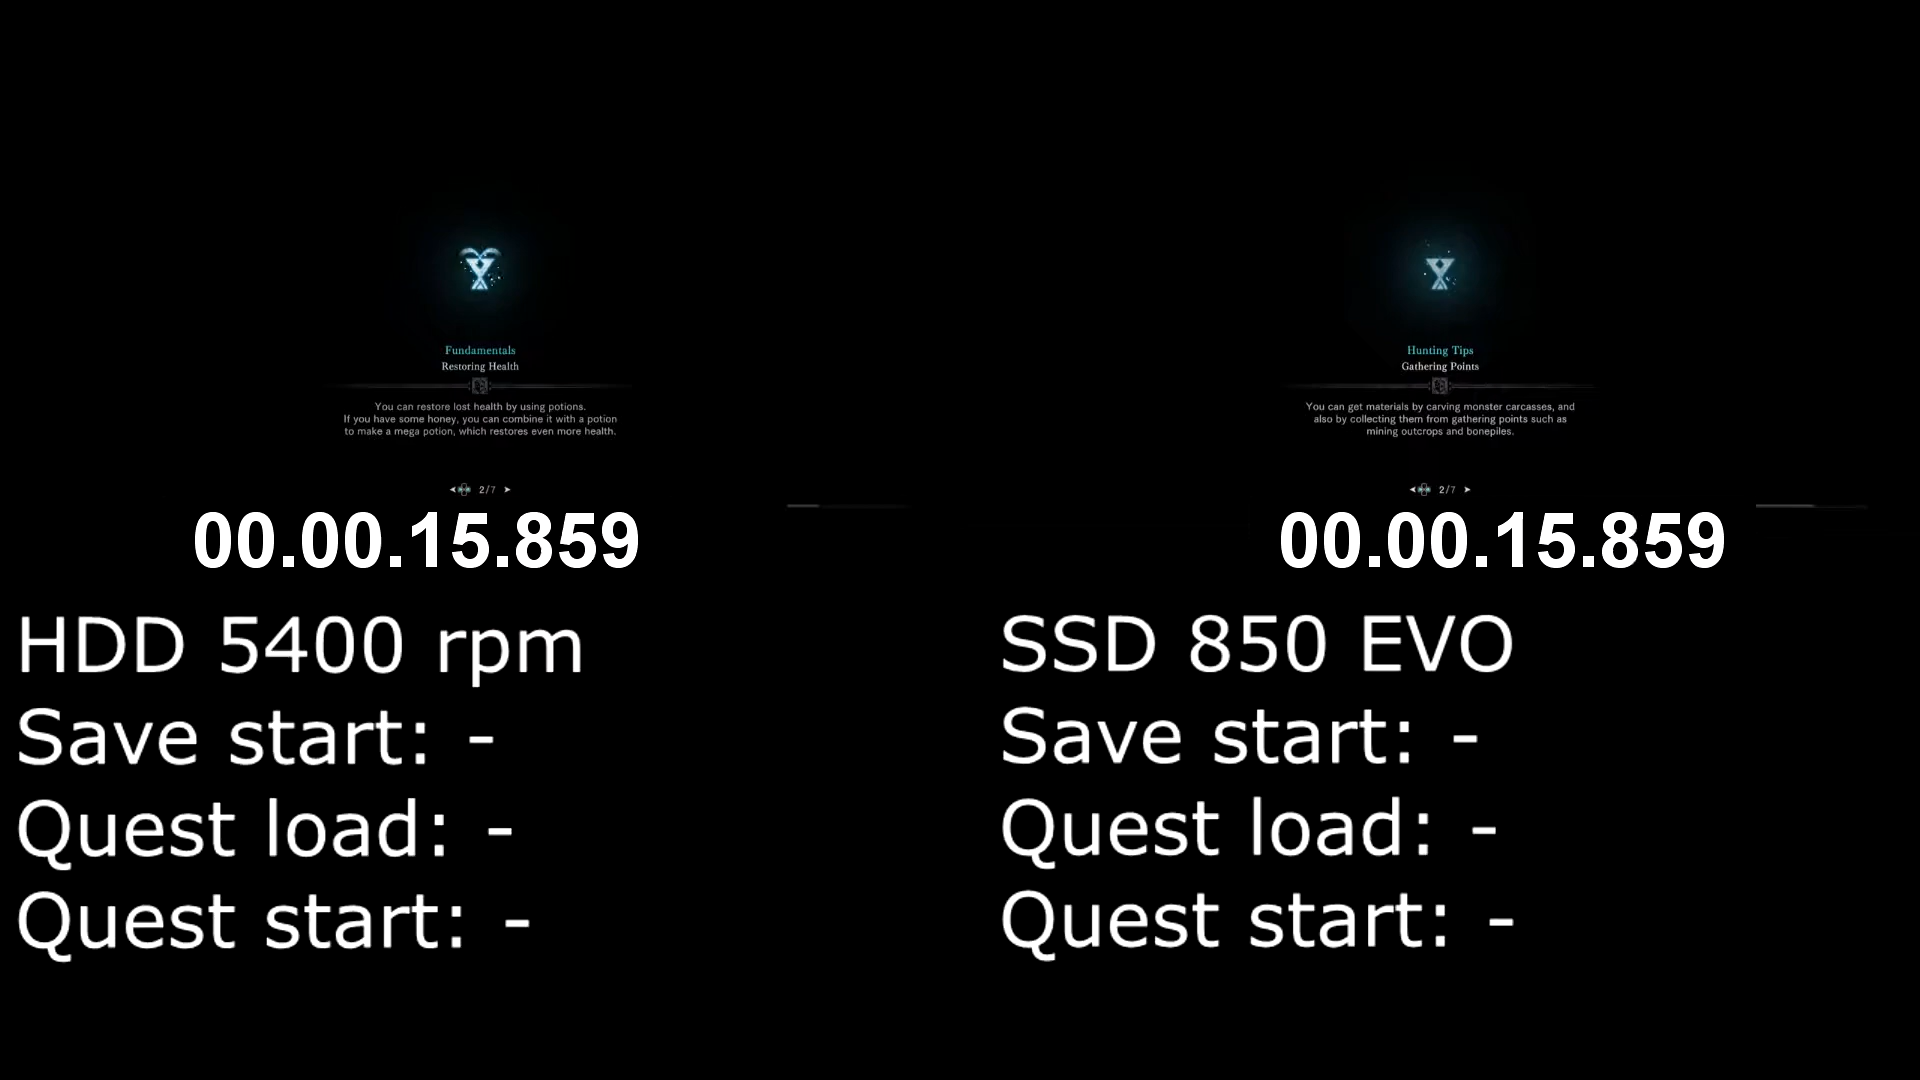 Fundamentals
Restoring Health
You can restore lost health by using potions.
If you have some honey, you can combine it with a potion
to make a mega potion, which restores even more health.
2/7
00.00.15.859
HDD 5400 rpm
Save start: -
Quest load: -
Quest start: -
Hunting Tips
Gathering Points
You can get materials by carving monster carcasses, and
also by collecting them from gathering points such as
mining outcrops and bonepiles.
2/7
00.00.15.859
SSD 850 EVO
Save start: -
Quest load: -
Quest start: -